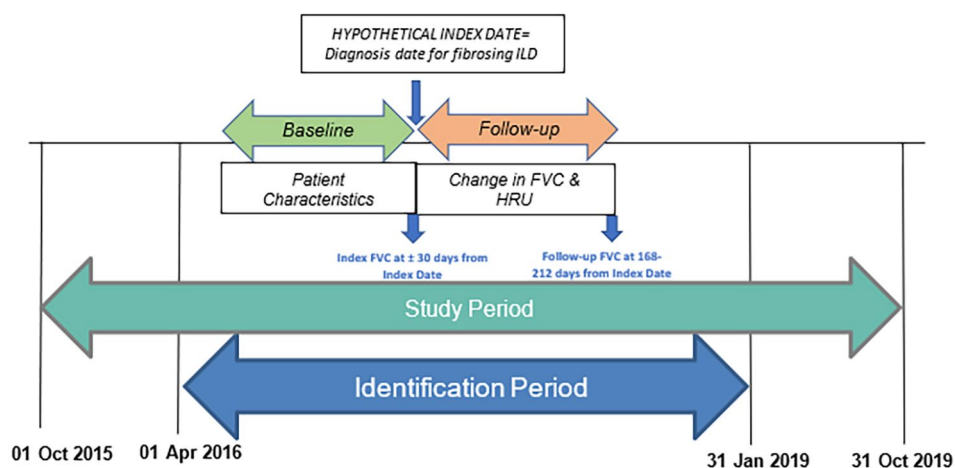 HYPOTHETICAL INDEX DATE=
Diagnosis date for fibrosing ILD
Baseline
Follow-up
Patient
Characteristics
Change in FVC &
HRU
Index FVC at ± 30 days from
Index Date
Follow-up FVC at 168-
212 days from Index Date
Study Period
Identification Period
01 Oct 2015
01 Apr 2016
31 Jan 2019
31 Oct 2019